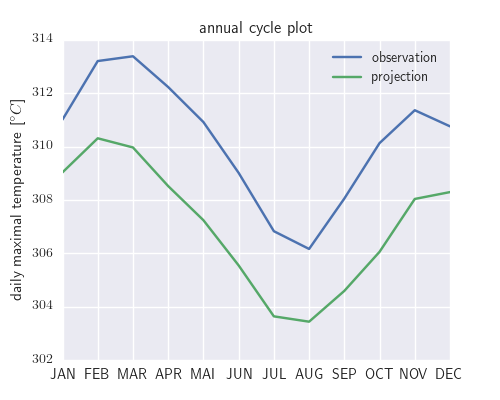 annual cycle plot
314
312
310
308
306
304
302
daily maximal temperature [°C]
observation
projection
JAN FEB MAR APR MAI JUN JUL AUG SEP OCT NOV DEC